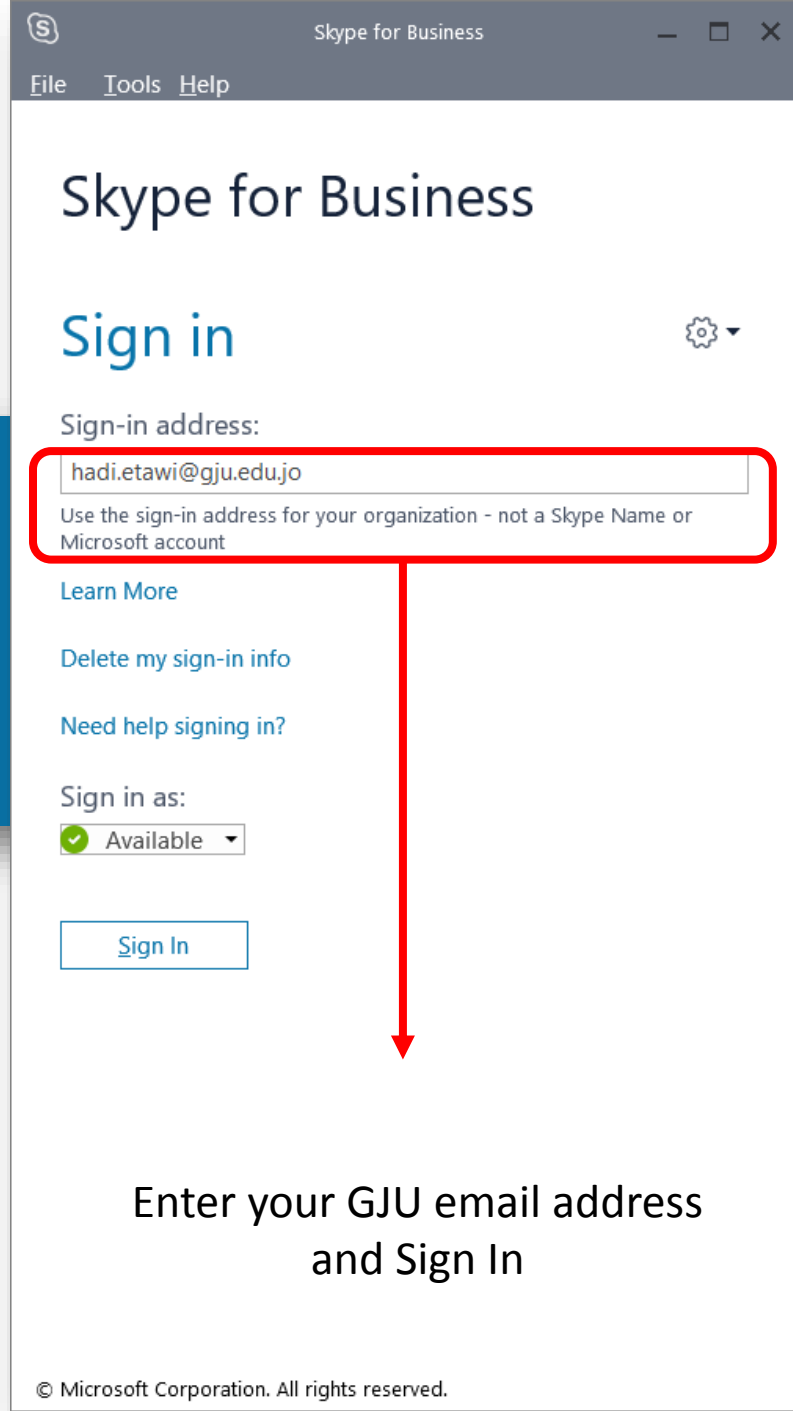 Skype for Business
File Tools Help
Skype for Business
Sign in
Sign-in address:
hadi.etawi@gju.edu.jo
Use the sign-in address for your organization - not a Skype Name or
Microsoft account
Learn More
Delete my sign-in info
Need help signing in?
Sign in as:
Available
Sign In
Enter your GJU email address
and Sign In
© Microsoft Corporation. All rights reserved.